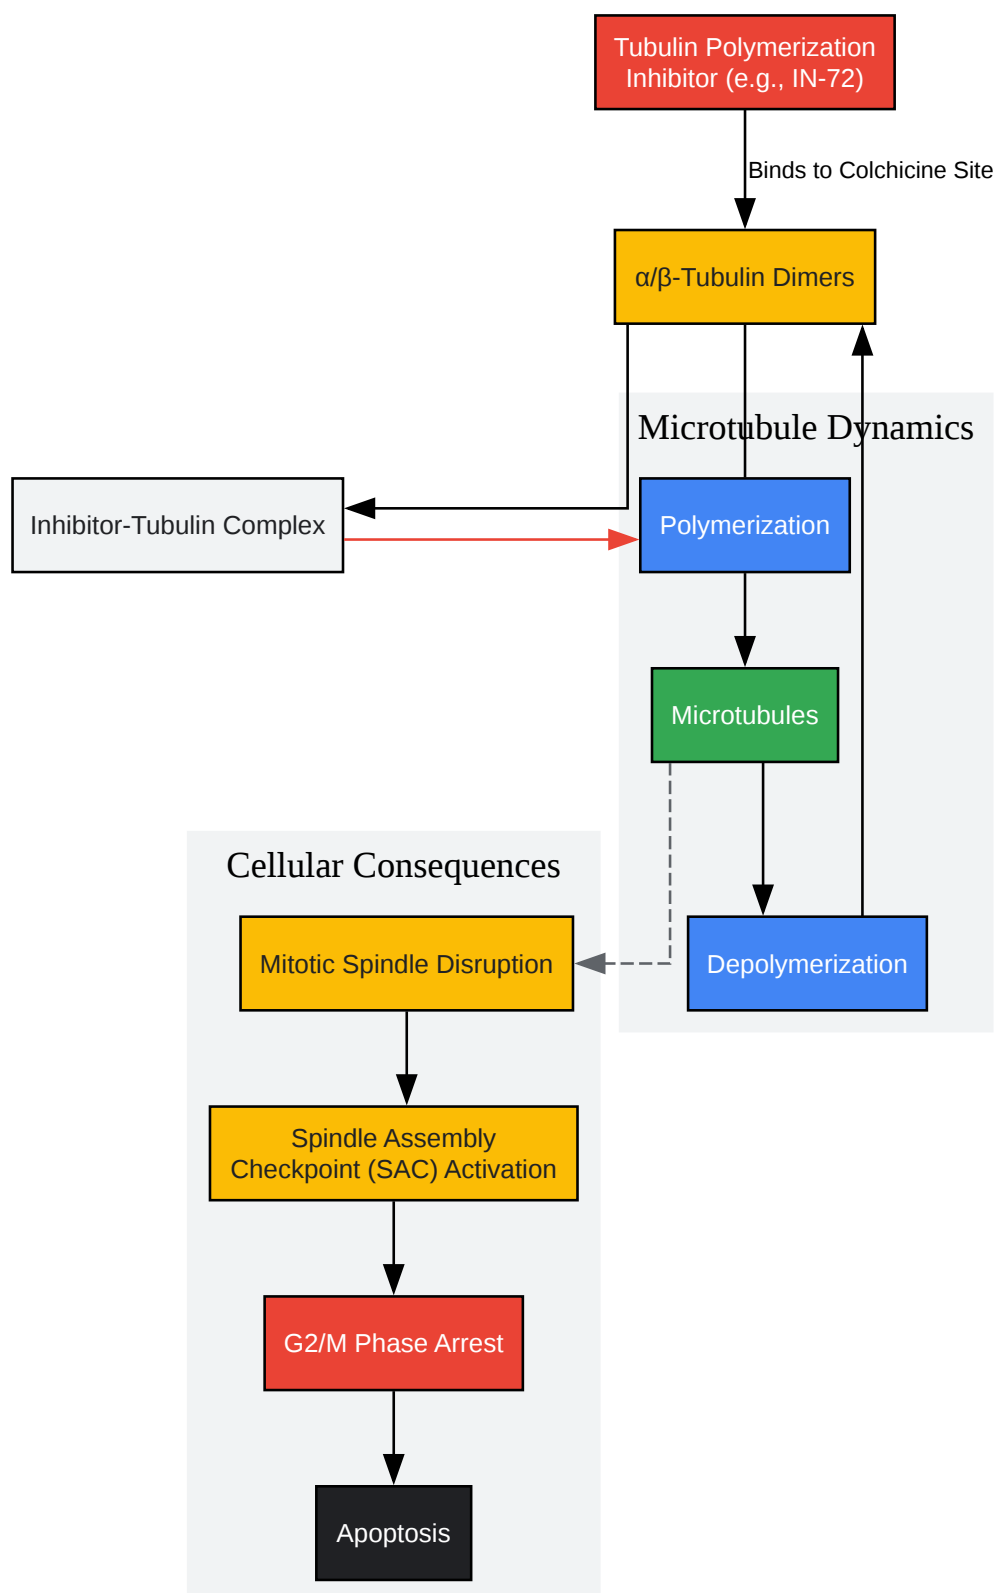 Tubulin Polymerization
Inhibitor (e.g., IN-72)
Binds to Colchicine Site
α/β-Tubulin Dimers
Microtubule Dynamics
Inhibitor-Tubulin Complex
Polymerization
Microtubules
Cellular Consequences
Mitotic Spindle Disruption
Depolymerization
Spindle Assembly
Checkpoint (SAC) Activation
G2/M Phase Arrest
Apoptosis